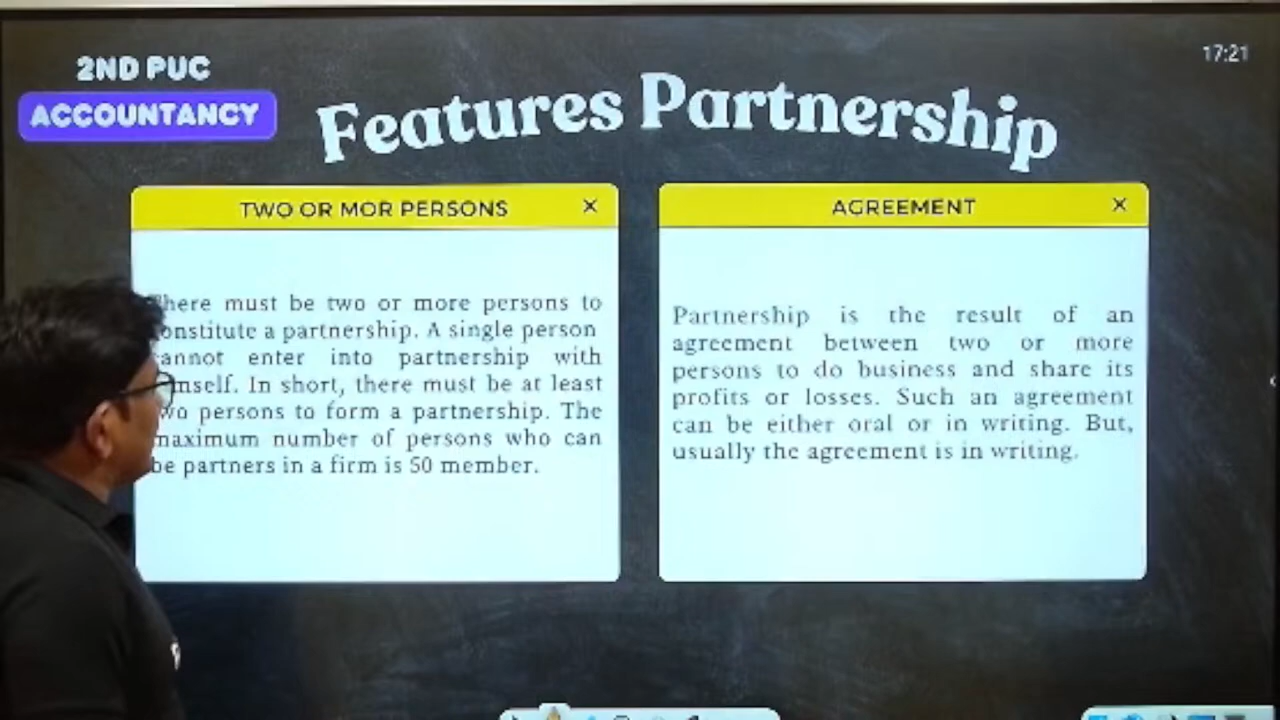 2ND PUC
ACCOUNTANCY
17:21
Features Partnership
TWO OR MOR PERSONS ×
here must be two or more persons to
onstitute a partnership. A single person
cannot enter into partnership with
mself. In short, there must be at least
wo persons to form a partnership. The
maximum number of persons who can
be partners in a firm is 50 member.
AGREEMENT ×
Partnership is the result of an
agreement between two or more
persons to do business and share its
profits or losses. Such an agreement
can be either oral or in writing. But,
usually the agreement is in writing.